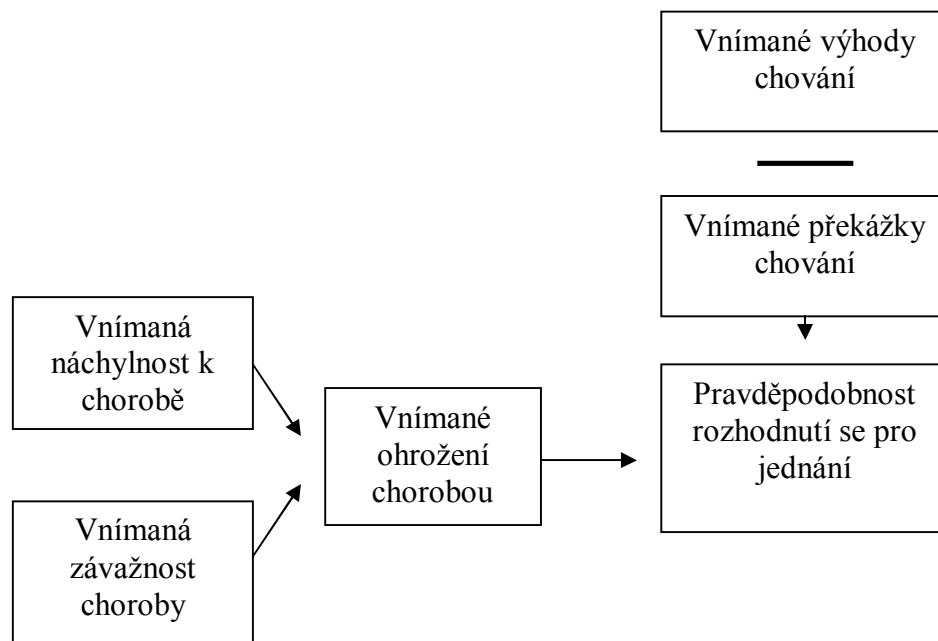 Vnímané výhody
chování
Vnímané překážky
chování
Vnímaná
náchylnost k
chorobě
Vnímané
ohrožení
chorobou
Pravděpodobnost
rozhodnutí se pro
jednání
Vnímaná
závažnost
choroby